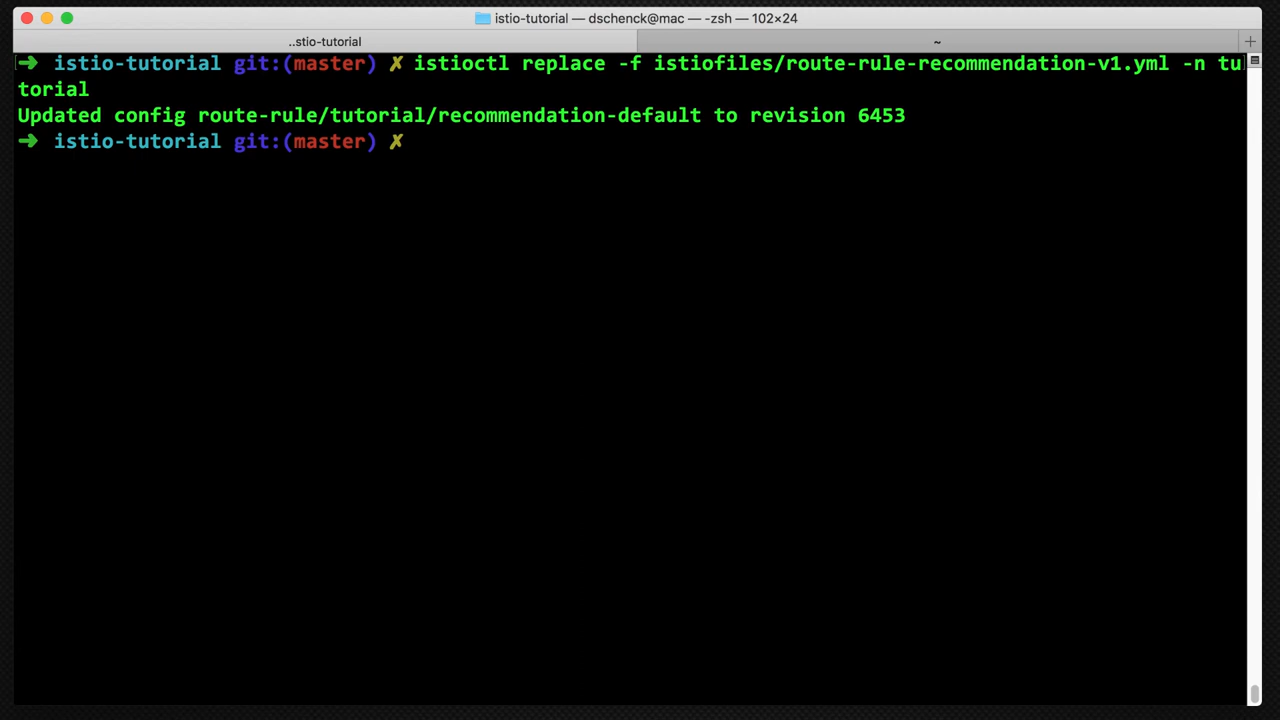 istio-tutorial — dschenck@mac — -zsh — 102×24
..stio-tutorial
~
+
➜ istio-tutorial git:(master) ✗ istioctl replace -f istiofiles/route-rule-recommendation-v1.yml -n tu
torial
Updated config route-rule/tutorial/recommendation-default to revision 6453
➜ istio-tutorial git:(master) ✗